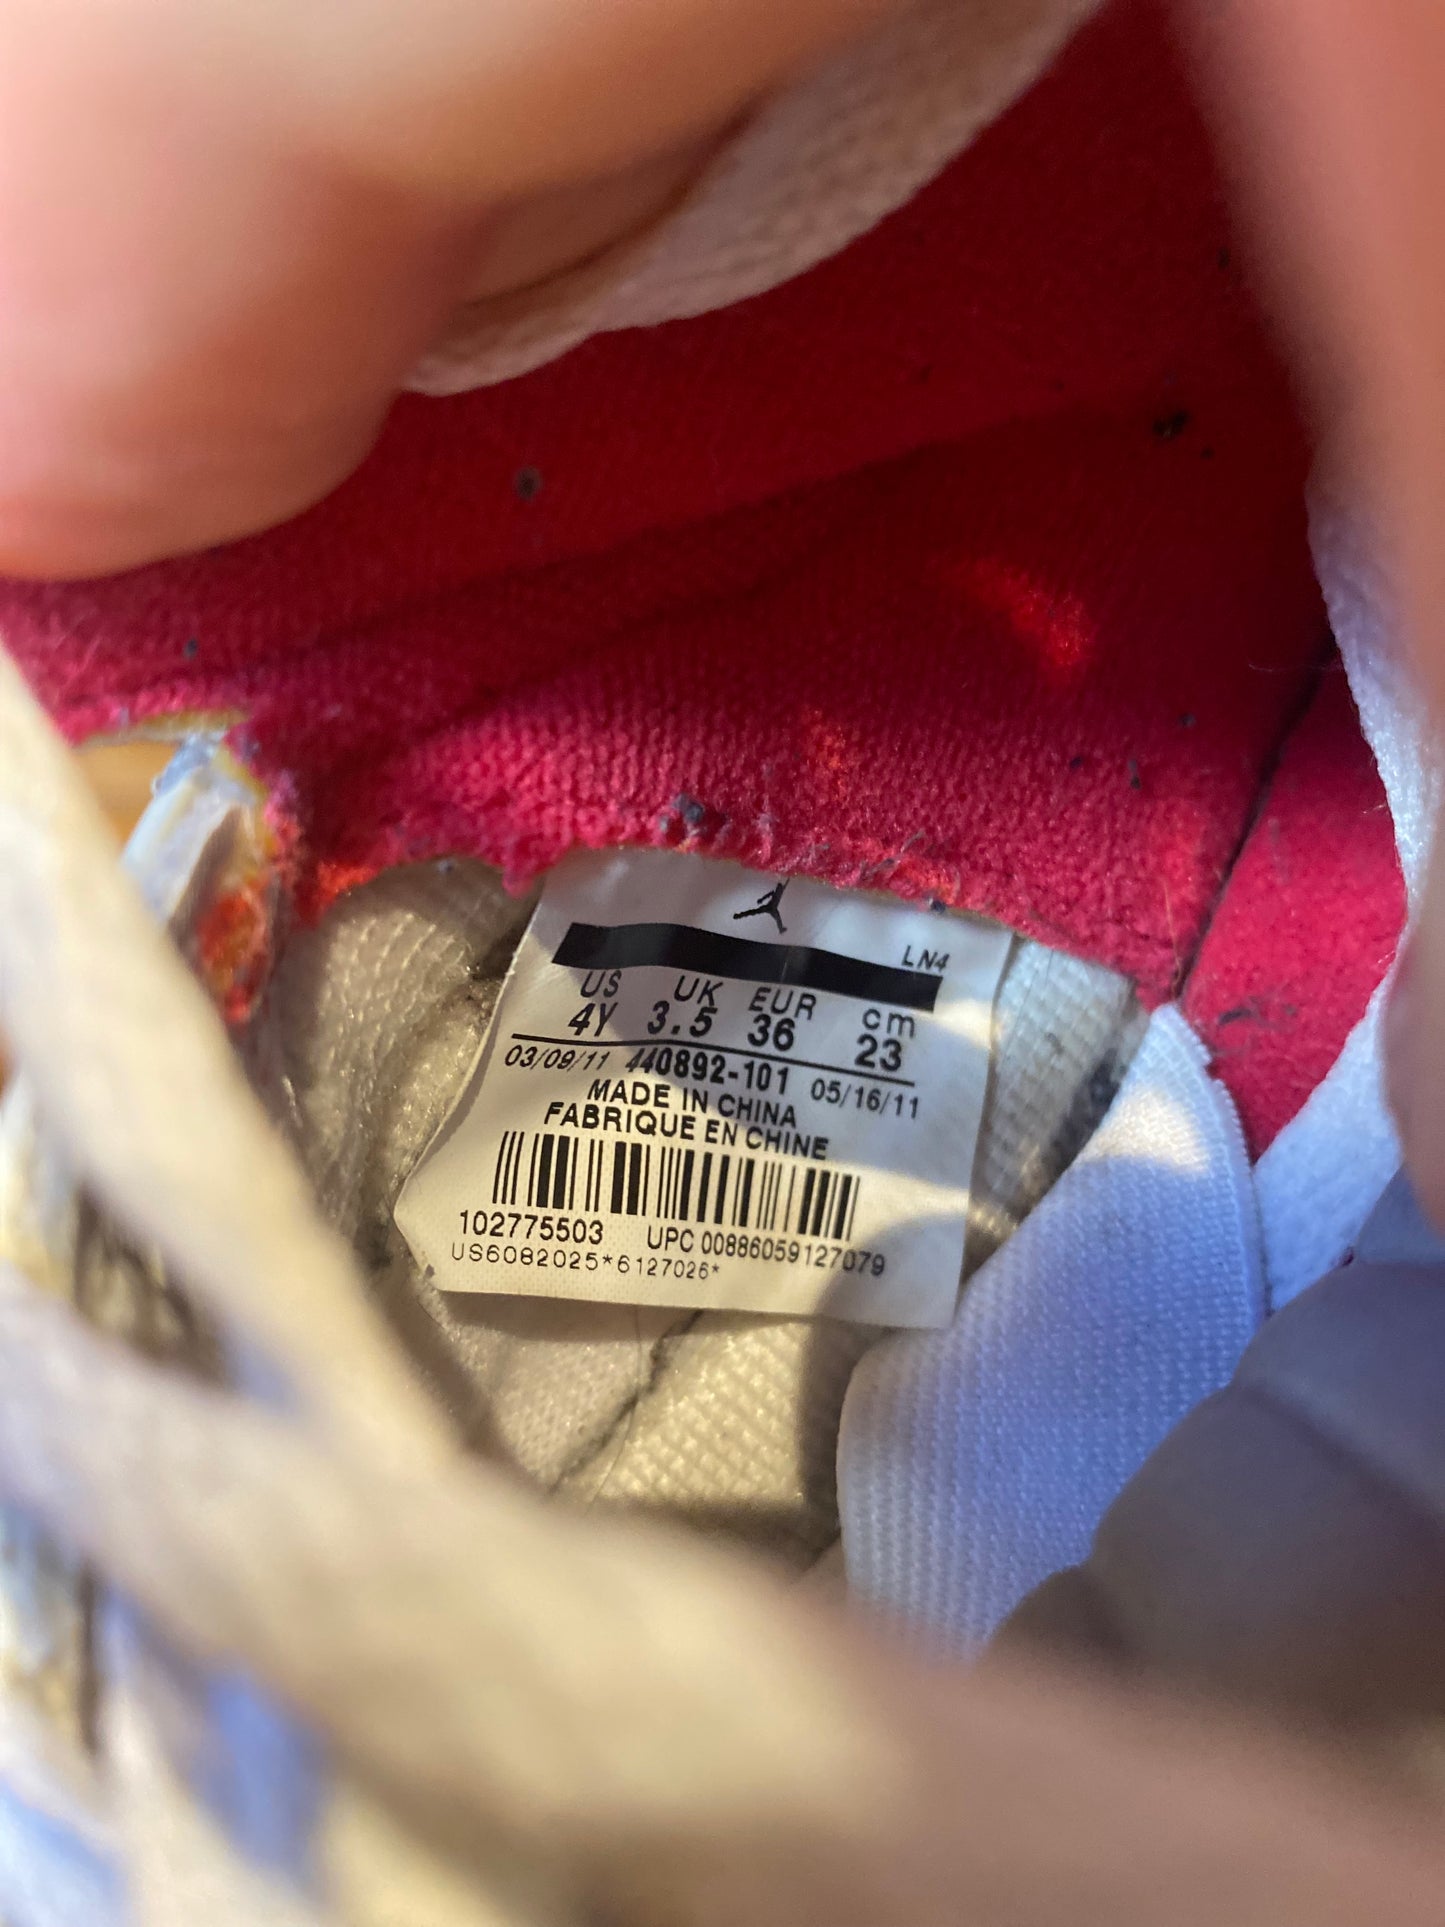 LN4
US UK EUR cm
4Y 3.5 36 23
03/09/11 440892-101 05/16/11
MADE IN CHINA
FABRIQUE EN CHINE
102775503 UPC 00886059127079
US6082025*6127026*